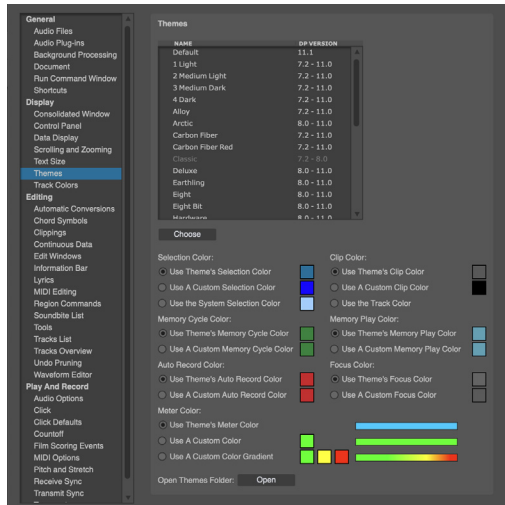 General
Audio Files
Audio Plug-ins
Background Processing
Document
Run Command Window
Shortcuts
Display
Consolidated Window
Control Panel
Data Display
Scrolling and Zooming
Text Size
Themes
Track Colors
Editing
Automatic Conversions
Chord Symbols
Clippings
Continuous Data
Edit Windows
Information Bar
Lyrics
MIDI Editing
Region Commands
Soundbite List
Tools
Tracks List
Tracks Overview
Undo Pruning
Waveform Editor
Play And Record
Audio Options
Click
Click Defaults
Countoff
Film Scoring Events
MIDI Options
Pitch and Stretch
Receive Sync
Transmit Sync
Themes
NAME DP VERSION
Default 11.1
1 Light 7.2 - 11.0
2 Medium Light 7.2 - 11.0
3 Medium Dark 7.2 - 11.0
4 Dark 7.2 - 11.0
Alloy 7.2 - 11.0
Arctic 8.0 - 11.0
Carbon Fiber 7.2 - 11.0
Carbon Fiber Red 7.2 - 11.0
Classic 7.2 - 8.0
Deluxe 8.0 - 11.0
Earthling 8.0 - 11.0
Eight 8.0 - 11.0
Eight Bit 8.0 - 11.0
Hardware 8.0 - 11.0
Choose
Selection Color: Clip Color:
Use Theme's Selection Color Use Theme's Clip Color
Use A Custom Selection Color Use A Custom Clip Color
Use the System Selection Color Use the Track Color
Memory Cycle Color: Memory Play Color:
Use Theme's Memory Cycle Color Use Theme's Memory Play Color
Use A Custom Memory Cycle Color Use A Custom Memory Play Color
Auto Record Color: Focus Color:
Use Theme's Auto Record Color Use Theme's Focus Color
Use A Custom Auto Record Color Use A Custom Focus Color
Meter Color:
Use Theme's Meter Color
Use A Custom Color
Use A Custom Color Gradient
Open Themes Folder: Open